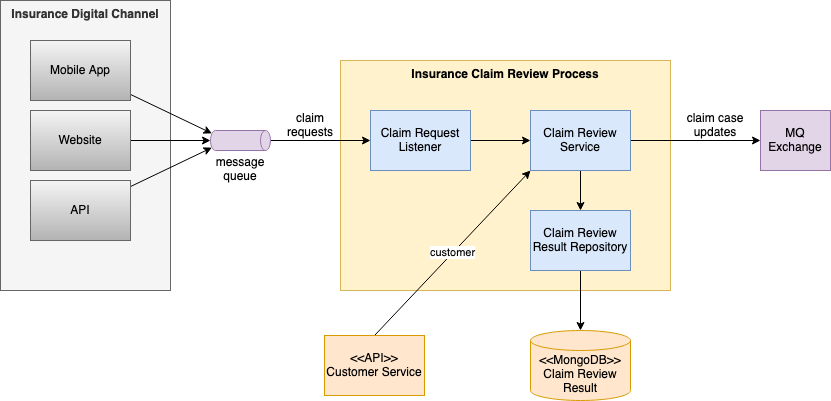 Insurance Digital Channel
Mobile App
Website
API
message
queue
claim
requests
Insurance Claim Review Process
Claim Request
Listener
Claim Review
Service
Claim Review
Result Repository
claim case
updates
MQ
Exchange
customer
<<API>>
Customer Service
<<MongoDB>>
Claim Review
Result